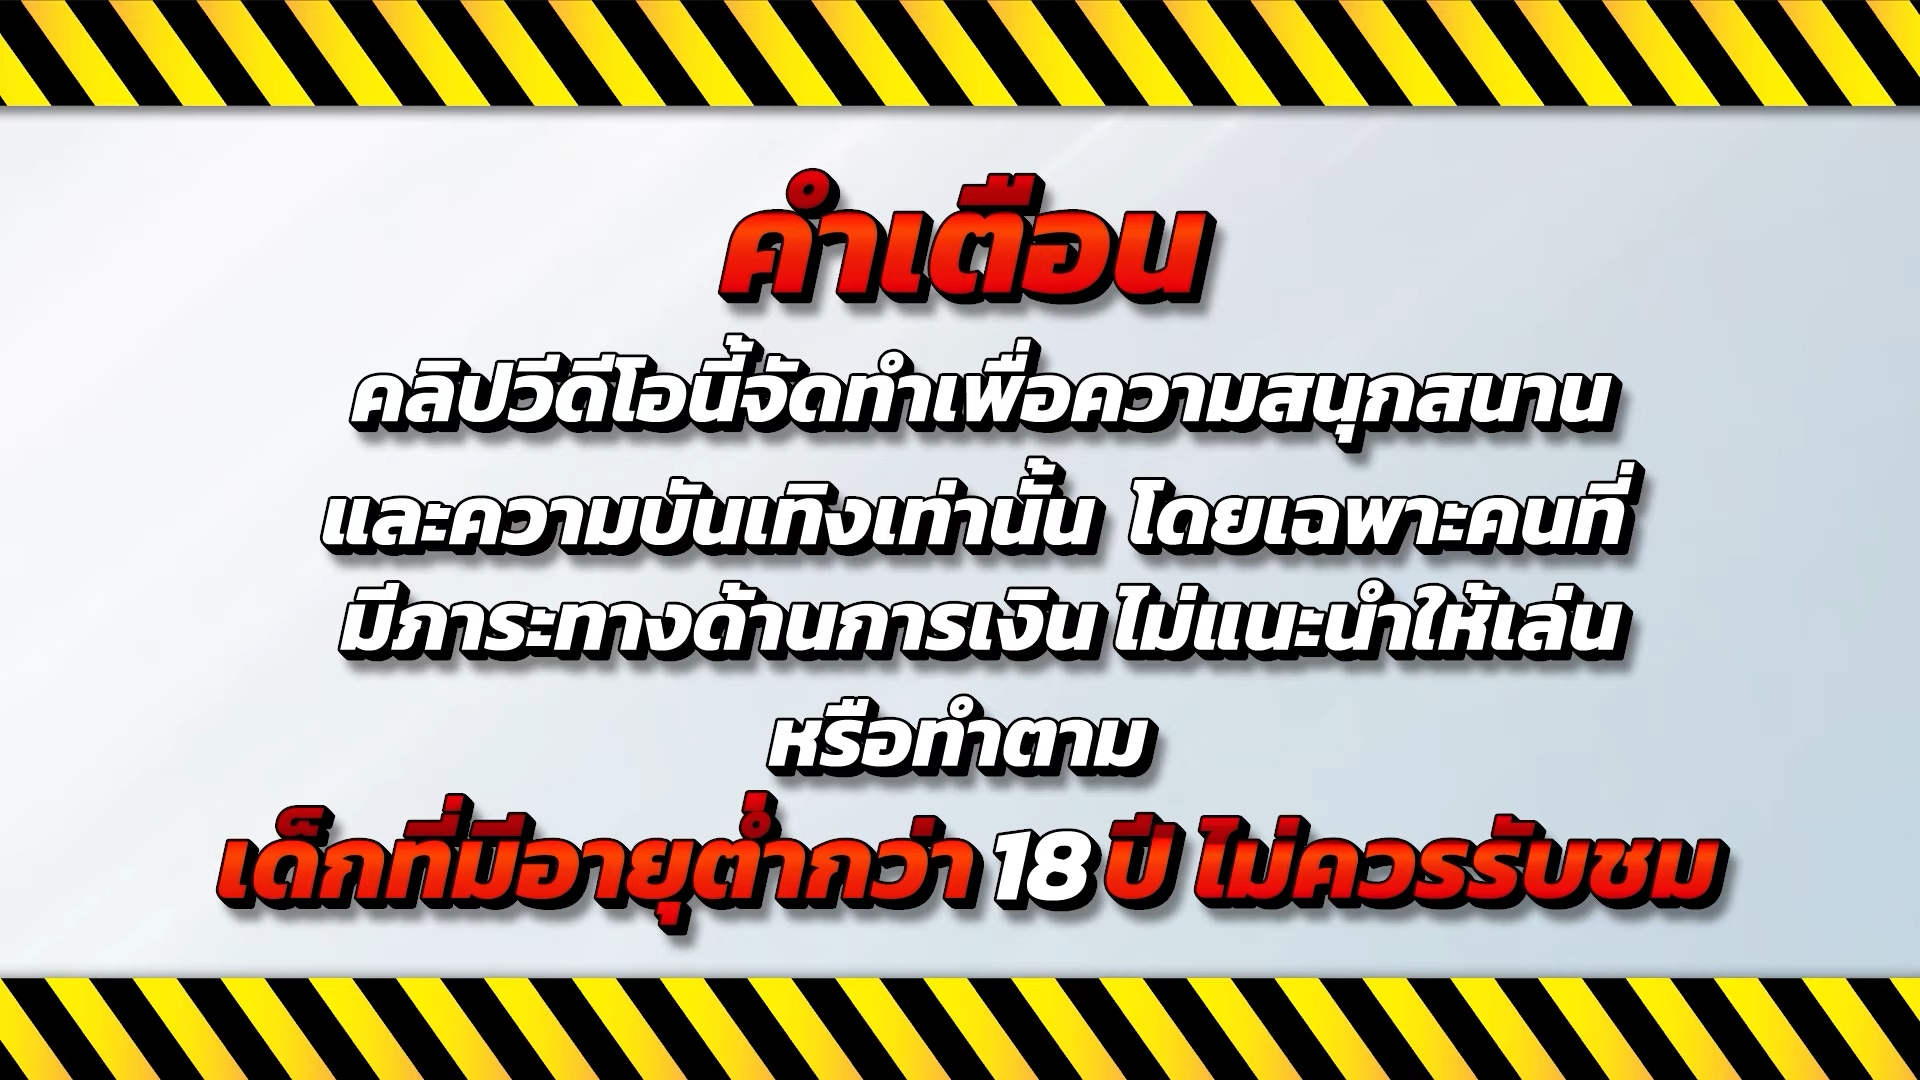 คำเตือน
คลิปวีดีโอนี้จัดทำเพื่อความสนุกสนาน
และความบันเทิงเท่านั้น โดยเฉพาะคนที่
มีภาระทางด้านการเงิน ไม่แนะนำให้เล่น
หรือทำตาม
เด็กที่มีอายุต่ำกว่า 18 ปี ไม่ควรรับชม